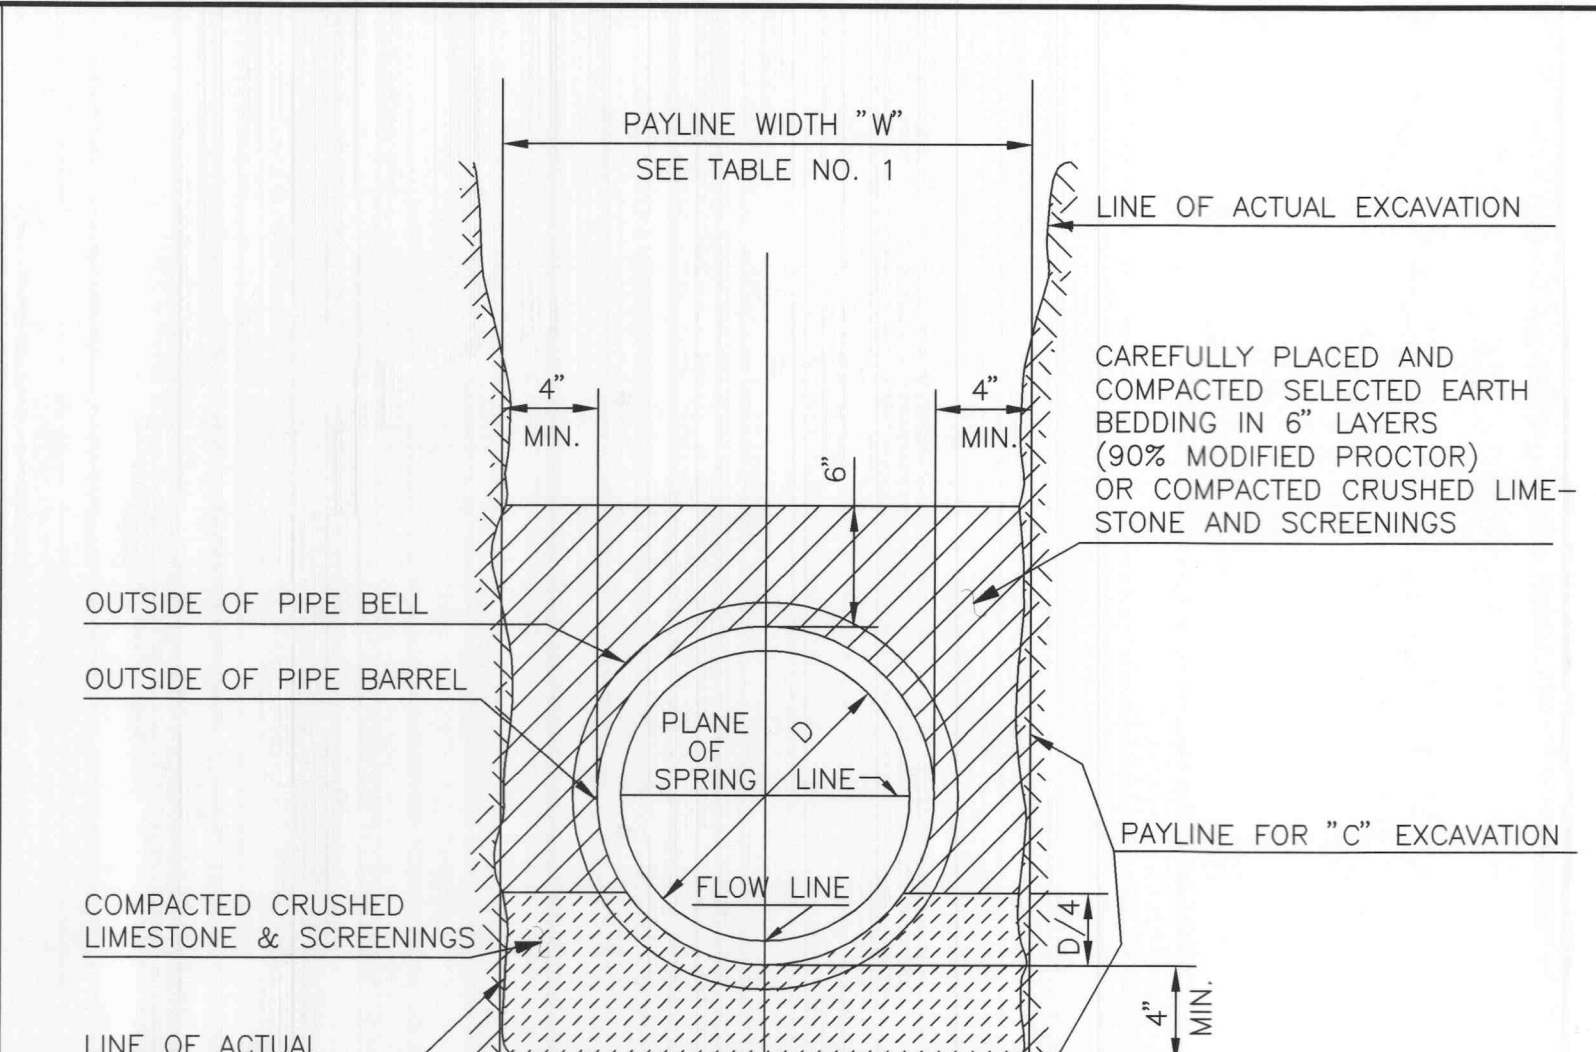 PAYLINE WIDTH "W"
SEE TABLE NO. 1
LINE OF ACTUAL EXCAVATION
4"
MIN.
4"
MIN.
6"
CAREFULLY PLACED AND
COMPACTED SELECTED EARTH
BEDDING IN 6" LAYERS
(90% MODIFIED PROCTOR)
OR COMPACTED CRUSHED LIME-
STONE AND SCREENINGS
OUTSIDE OF PIPE BELL
OUTSIDE OF PIPE BARREL
PLANE
OF
SPRING LINE
D
PAYLINE FOR "C" EXCAVATION
FLOW LINE
COMPACTED CRUSHED
LIMESTONE & SCREENINGS
D/4
4"
MIN.
LINE OF ACTUAL